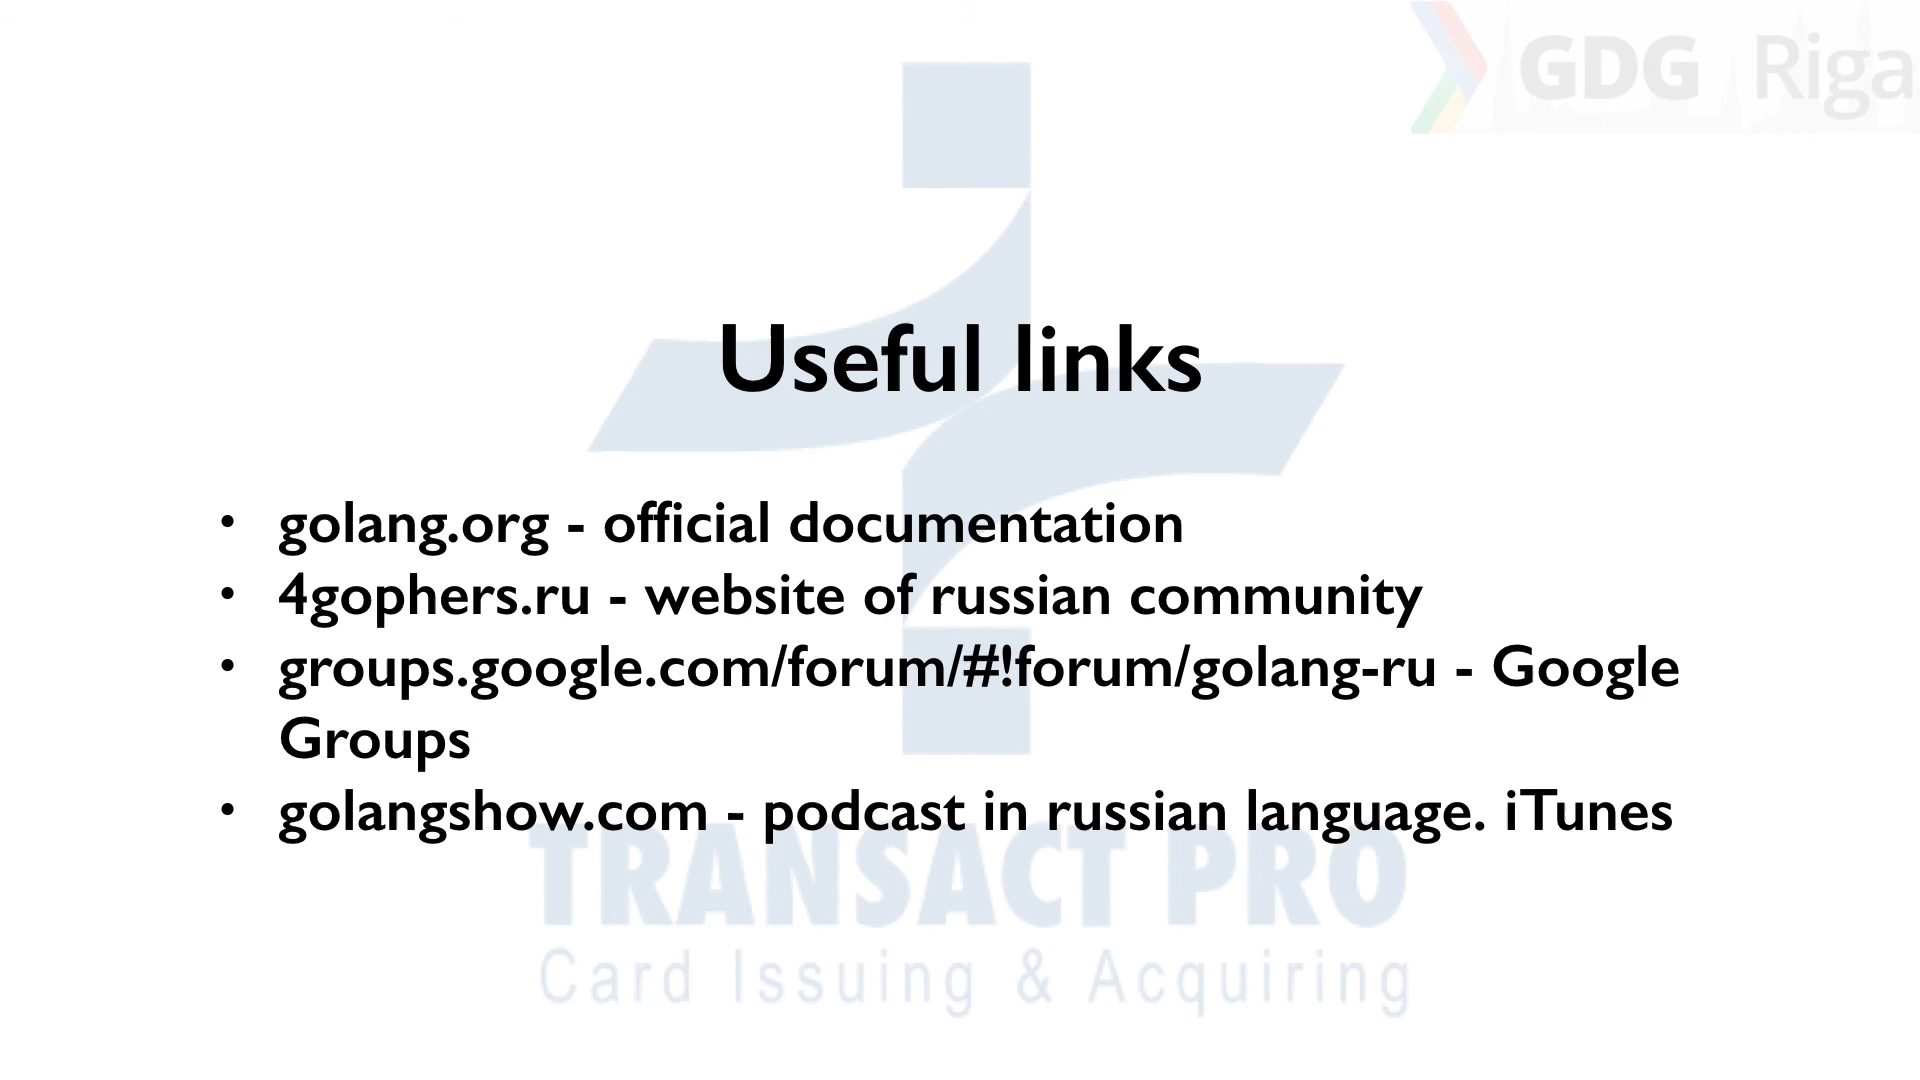 GDG Riga
Useful links
• golang.org - official documentation
• 4gophers.ru - website of russian community
• groups.google.com/forum/#!forum/golang-ru - Google
Groups
• golangshow.com - podcast in russian language. iTunes
TRANSACT PRO
Card Issuing & Acquiring